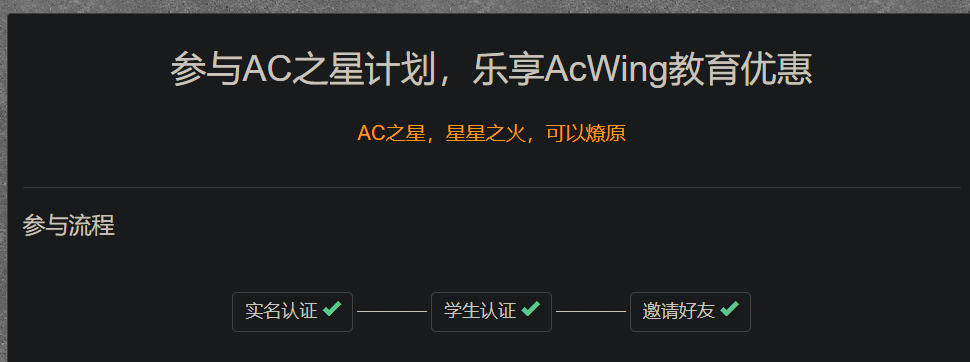 参与AC之星计划，乐享AcWing教育优惠
AC之星，星星之火，可以燎原
参与流程
实名认证 ✔ 学生认证 ✔ 邀请好友 ✔